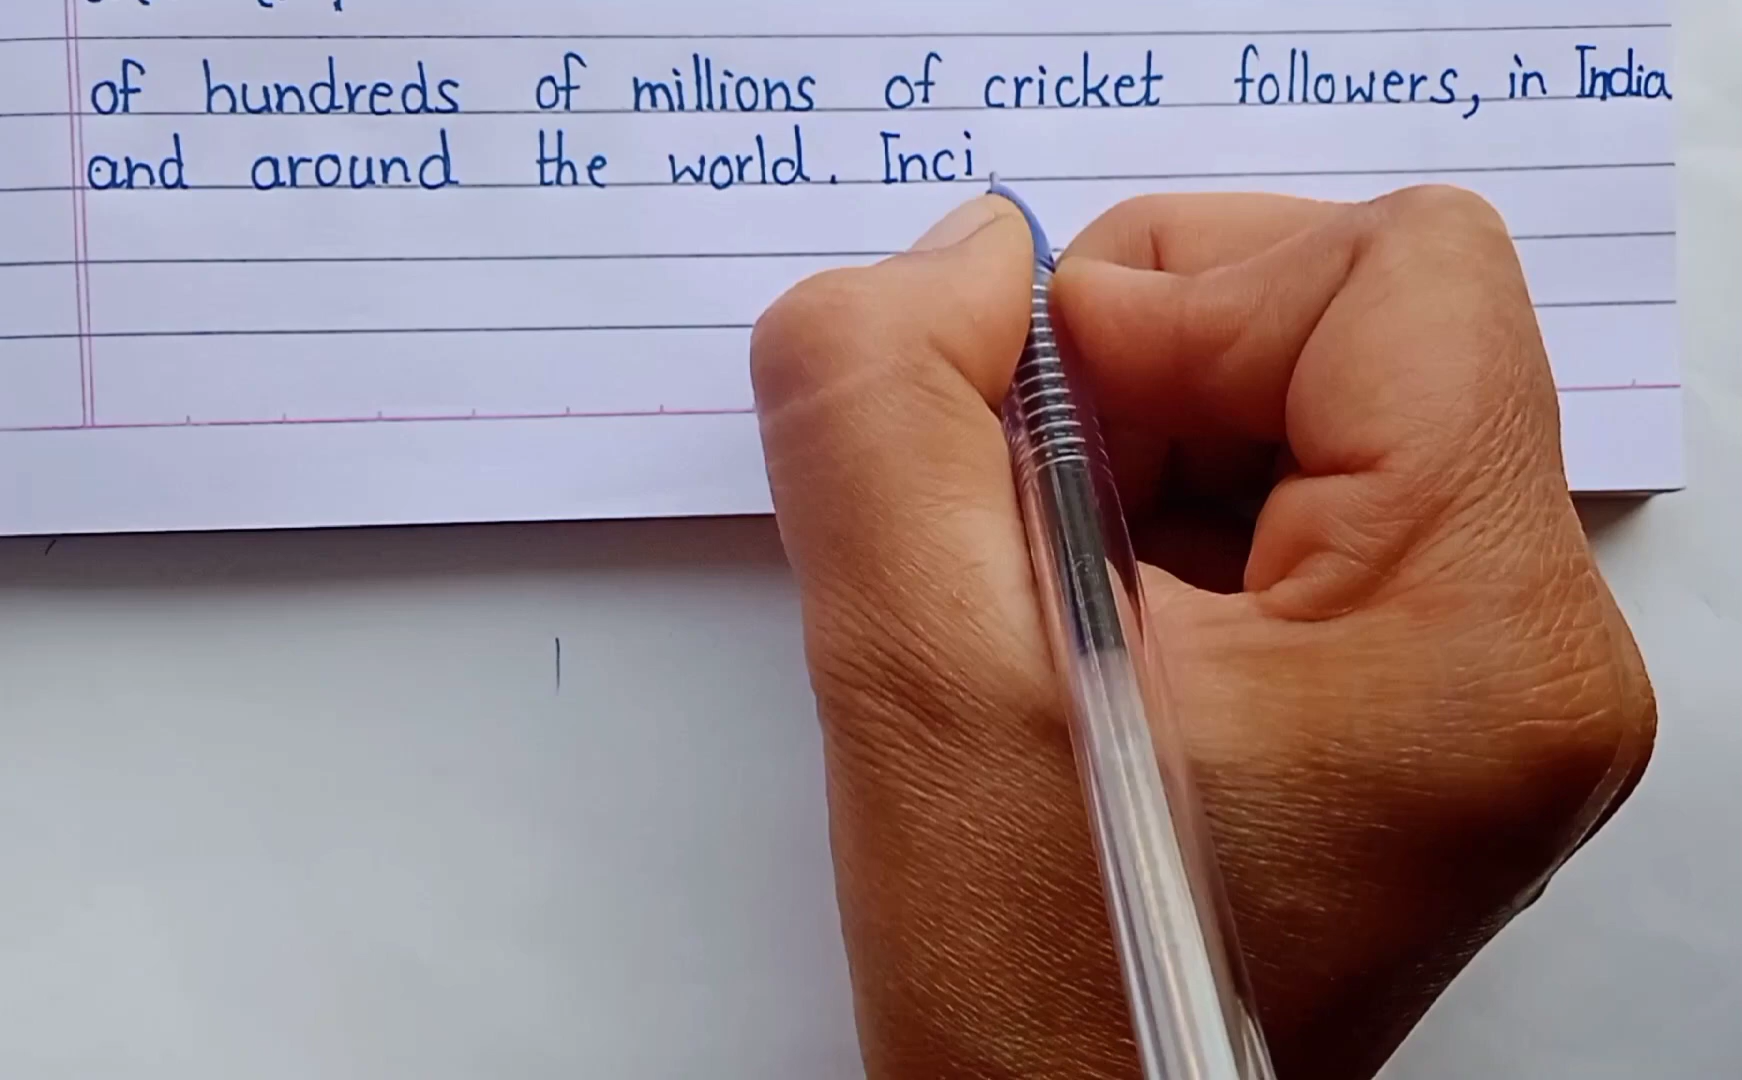 of hundreds of millions of cricket followers, in India
and around the world. Inci